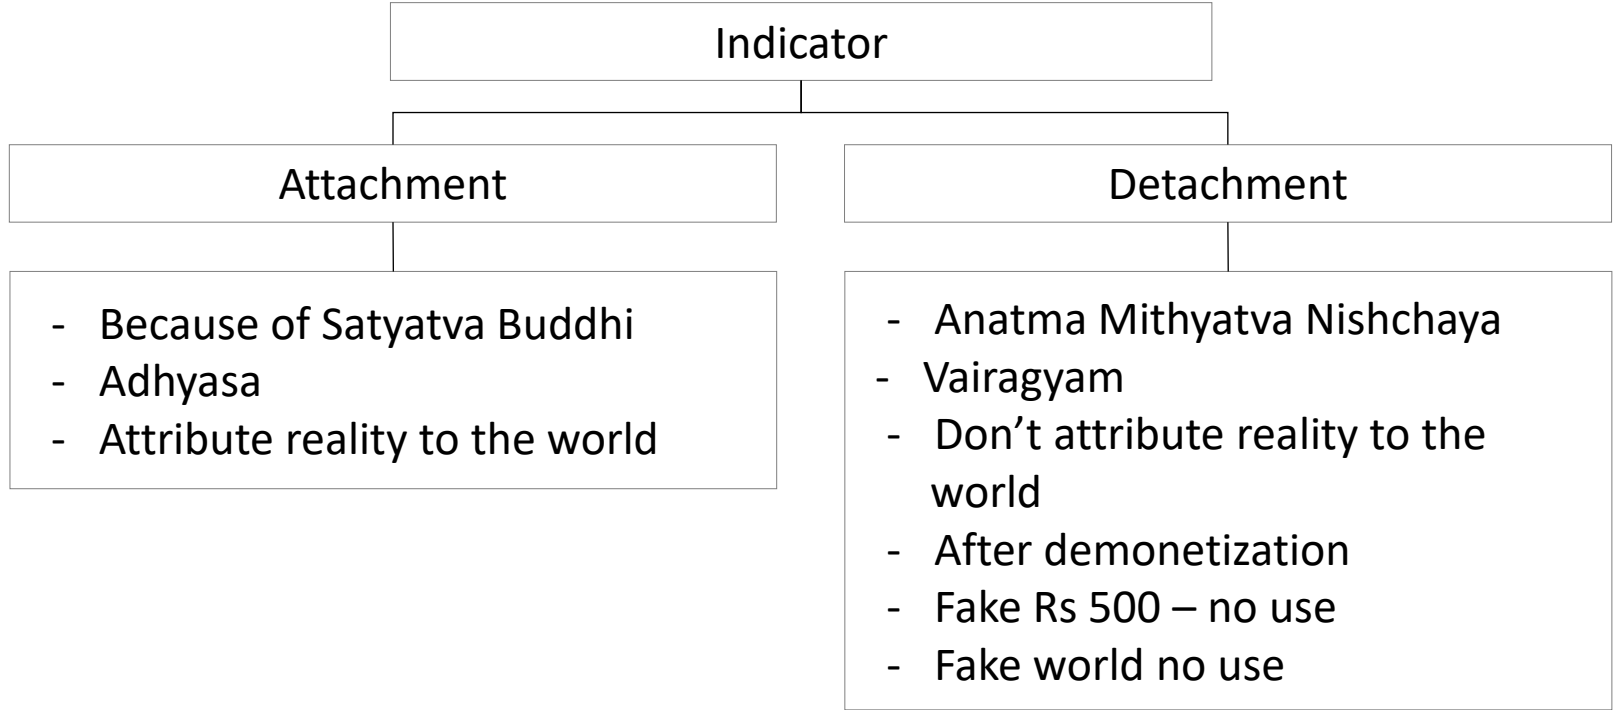 Indicator
Attachment
- Because of Satyatva Buddhi
- Adhyasa
- Attribute reality to the world
Detachment
- Anatma Mithyatva Nishchaya
- Vairagyam
- Don’t attribute reality to the
world
- After demonetization
- Fake Rs 500 – no use
- Fake world no use